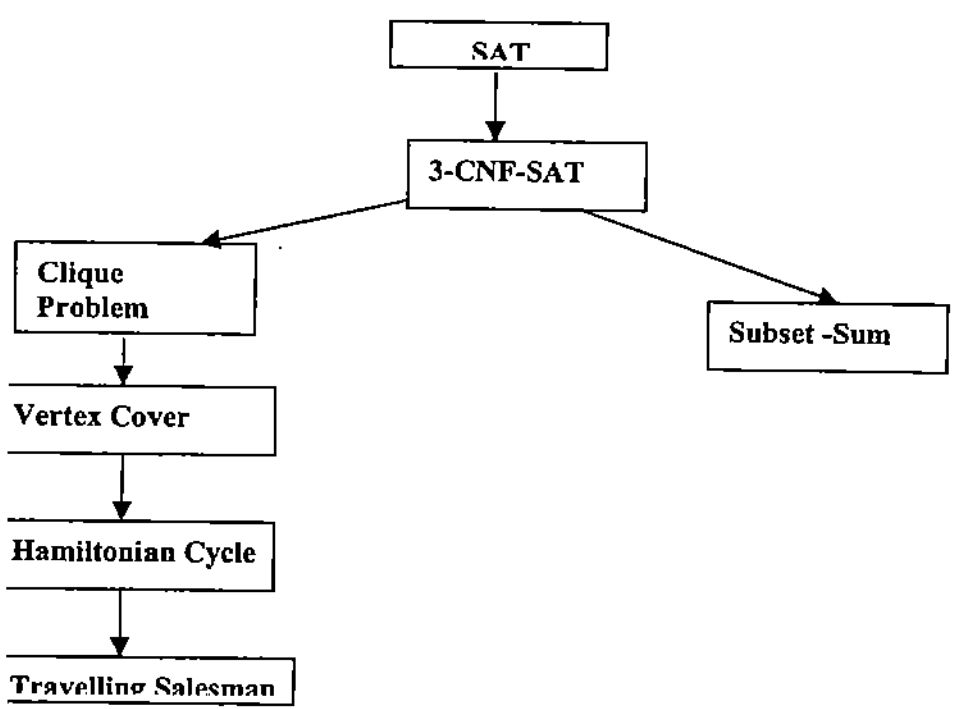 SAT
3-CNF-SAT
Clique
Problem
Subset -Sum
Vertex Cover
Hamiltonian Cycle
Travelling Salesman